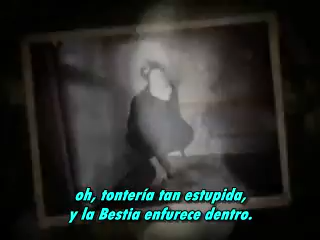 oh, tontería tan estupida,
y la Bestia enfurece dentro.